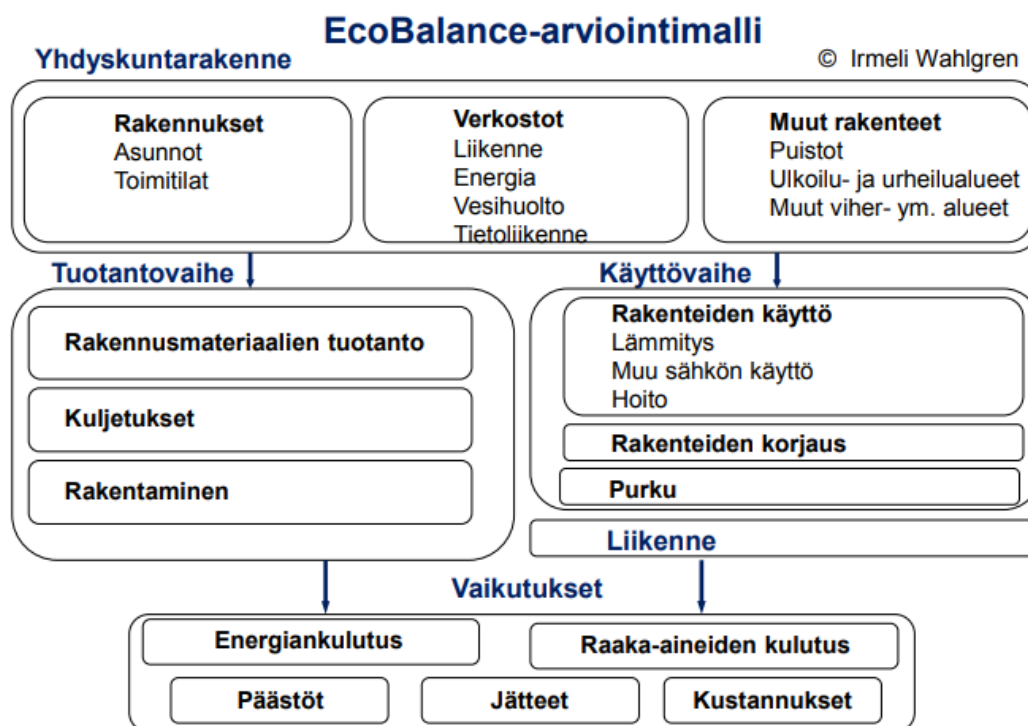 EcoBalance-arviointimalli
Yhdyskuntarakenne
© Irmeli Wahlgren
Rakennukset
Asunnot
Toimitilat
Verkostot
Liikenne
Energia
Vesihuolto
Tietoliikenne
Muut rakenteet
Puistot
Ulkoilu- ja urheilualueet
Muut viher- ym. alueet
Tuotantovaihe
Rakennusmateriaalien tuotanto
Kuljetukset
Rakentaminen
Käyttövaihe
Rakenteiden käyttö
Lämmitys
Muu sähkön käyttö
Hoito
Rakenteiden korjaus
Purku
Liikenne
Vaikutukset
Energiankulutus
Raaka-aineiden kulutus
Päästöt
Jätteet
Kustannukset